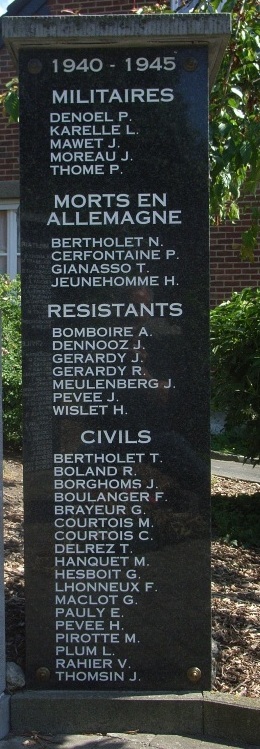 1940 - 1945
MILITAIRES
DENOEL P.
KARELLE L.
MAWET J.
MOREAU J.
THOME P.
MORTS EN
ALLEMAGNE
BERTHOLET N.
CERFONTAINE P.
GIANASSO T.
JEUNEHOMME H.
RESISTANTS
BOMBOIRE A.
DENNOOZ J.
GERARDY J.
GERARDY R.
MEULENBERG J.
PEVEE J.
WISLET H.
CIVILS
BERTHOLET T.
BOLAND R.
BORGHOMS J.
BOULANGER F.
BRAYEUR G.
COURTOIS M.
COURTOIS C.
DELREZ T.
HANQUET M.
HESBOIT G.
LHONNEUX F.
MACLOT G.
PAULY E.
PEVEE H.
PIROTTE M.
PLUM L.
RAHIER V.
THOMSIN J.